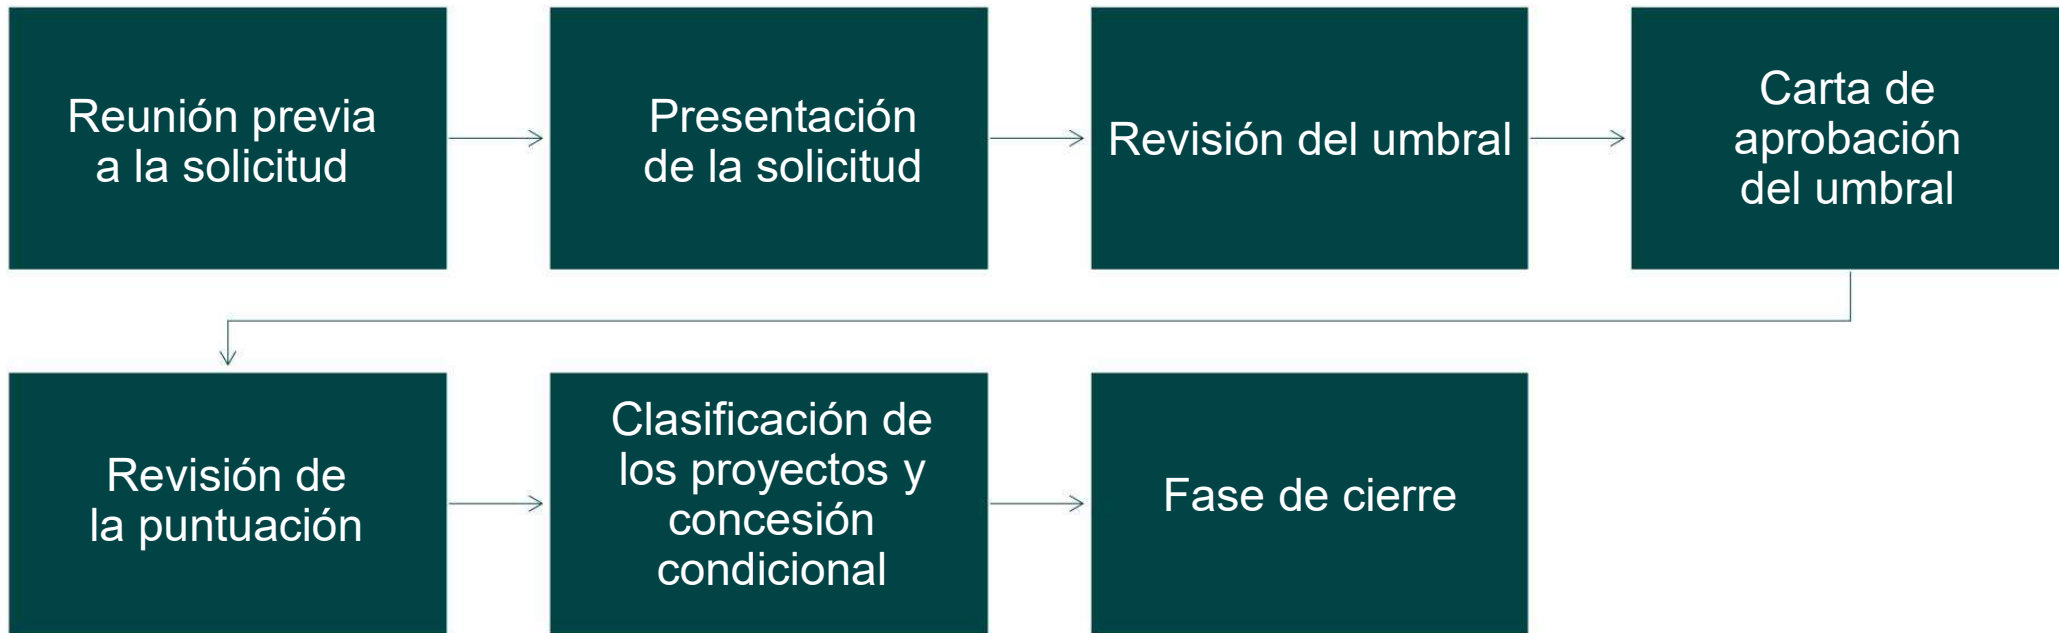 Reunión previa
a la solicitud
Presentación
de la solicitud
Revisión del umbral
Carta de
aprobación
del umbral
Revisión de
la puntuación
Clasificación de
los proyectos y
concesión
condicional
Fase de cierre